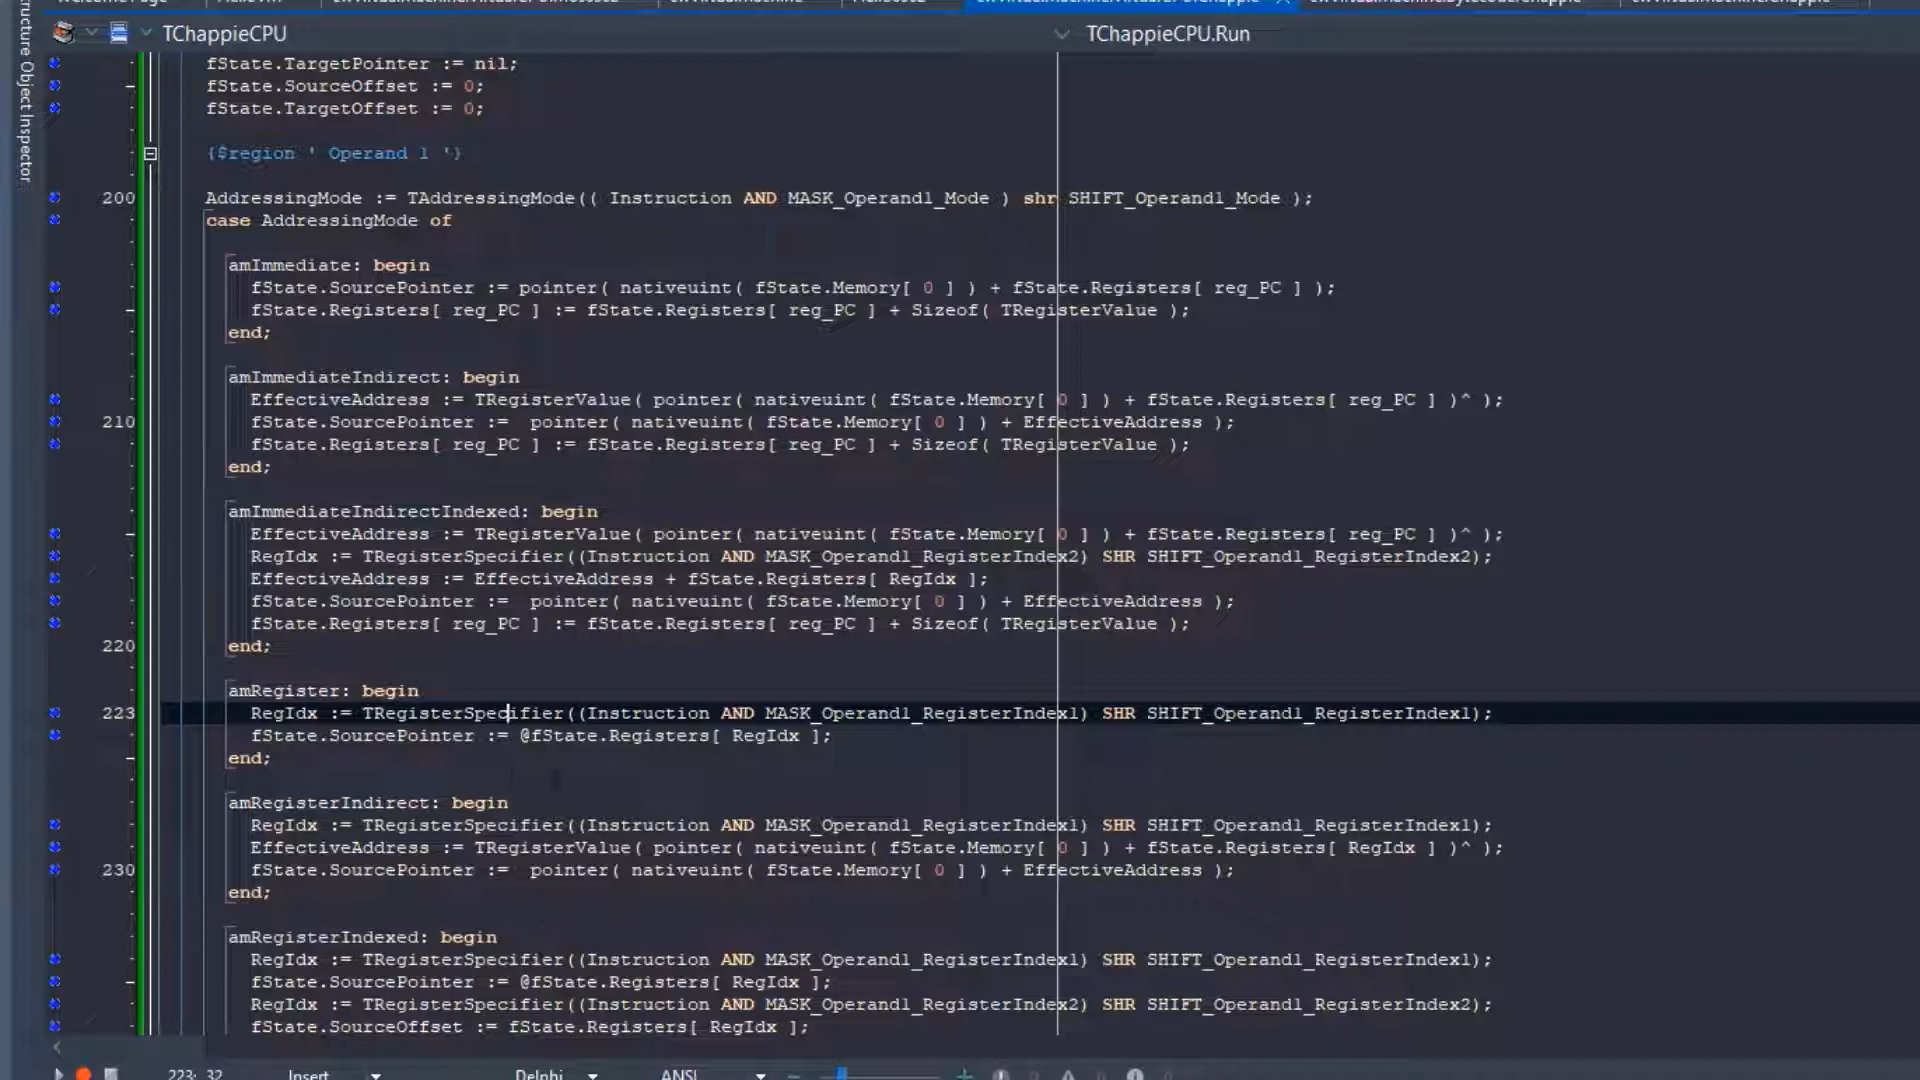 TChappieCPU
TChappieCPU.Run
Object Inspector
fState.TargetPointer := nil;
fState.SourceOffset := 0;
fState.TargetOffset := 0;
{$region ' Operand 1 '}
200 AddressingMode := TAddressingMode(( Instruction AND MASK_Operand1_Mode ) shr SHIFT_Operand1_Mode );
case AddressingMode of
amImmediate: begin
fState.SourcePointer := pointer( nativeuint( fState.Memory[ 0 ] ) + fState.Registers[ reg_PC ] );
fState.Registers[ reg_PC ] := fState.Registers[ reg_PC ] + Sizeof( TRegisterValue );
end;
amImmediateIndirect: begin
EffectiveAddress := TRegisterValue( pointer( nativeuint( fState.Memory[ 0 ] ) + fState.Registers[ reg_PC ] )^ );
210 fState.SourcePointer :=  pointer( nativeuint( fState.Memory[ 0 ] ) + EffectiveAddress );
fState.Registers[ reg_PC ] := fState.Registers[ reg_PC ] + Sizeof( TRegisterValue );
end;
amImmediateIndirectIndexed: begin
EffectiveAddress := TRegisterValue( pointer( nativeuint( fState.Memory[ 0 ] ) + fState.Registers[ reg_PC ] )^ );
RegIdx := TRegisterSpecifier((Instruction AND MASK_Operand1_RegisterIndex2) SHR SHIFT_Operand1_RegisterIndex2);
EffectiveAddress := EffectiveAddress + fState.Registers[ RegIdx ];
fState.SourcePointer :=  pointer( nativeuint( fState.Memory[ 0 ] ) + EffectiveAddress );
fState.Registers[ reg_PC ] := fState.Registers[ reg_PC ] + Sizeof( TRegisterValue );
220 end;
amRegister: begin
223 RegIdx := TRegisterSpecifier((Instruction AND MASK_Operand1_RegisterIndex1) SHR SHIFT_Operand1_RegisterIndex1);
fState.SourcePointer := @fState.Registers[ RegIdx ];
end;
amRegisterIndirect: begin
RegIdx := TRegisterSpecifier((Instruction AND MASK_Operand1_RegisterIndex1) SHR SHIFT_Operand1_RegisterIndex1);
EffectiveAddress := TRegisterValue( pointer( nativeuint( fState.Memory[ 0 ] ) + fState.Registers[ RegIdx ] )^ );
230 fState.SourcePointer :=  pointer( nativeuint( fState.Memory[ 0 ] ) + EffectiveAddress );
end;
amRegisterIndexed: begin
RegIdx := TRegisterSpecifier((Instruction AND MASK_Operand1_RegisterIndex1) SHR SHIFT_Operand1_RegisterIndex1);
fState.SourcePointer := @fState.Registers[ RegIdx ];
RegIdx := TRegisterSpecifier((Instruction AND MASK_Operand1_RegisterIndex2) SHR SHIFT_Operand1_RegisterIndex2);
fState.SourceOffset := fState.Registers[ RegIdx ];
223: 32 Insert Delphi ANSI